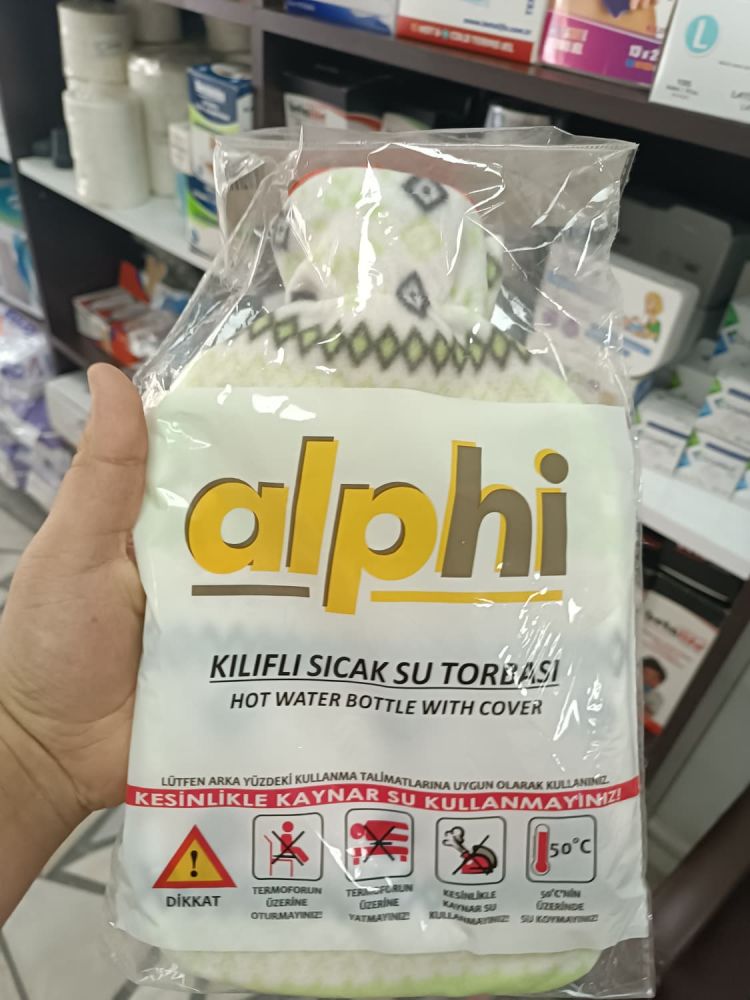 L
alphi
KILIFLI SICAK SU TORBASI
HOT WATER BOTTLE WITH COVER
LÜTFEN ARKA YÜZDEKİ KULLANMA TALİMATLARINA UYGUN OLARAK KULLANINIZ.
KESİNLİKLE KAYNAR SU KULLANMAYINIZ!
50°C
DİKKAT
TERMOFORUN
ÜZERİNE
OTURMAYINIZ!
TERMOFORUN
ÜZERİNE
YATMAYINIZ!
KESİNLİKLE
KAYNAR SU
KULLANMAYINIZ!
50°C'NİN
ÜZERİNDE
SU KOYMAYINIZ!